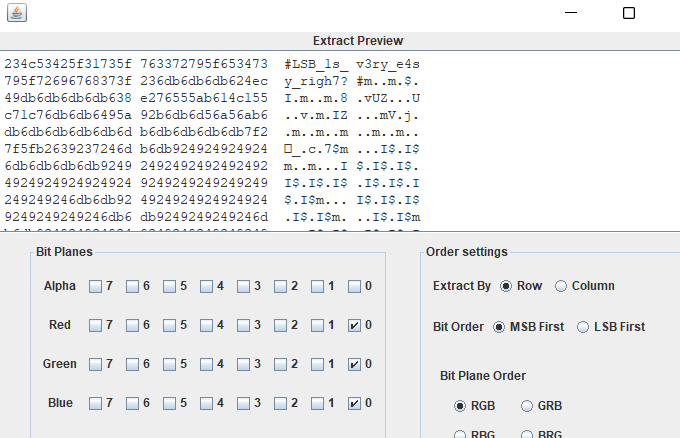 Extract Preview
234c53425f31735f 763372795f653473 #LSB_1s_ v3ry_e4s
795f72696768373f 236db6db6db624ec y_righ7? #m..m.$.
49db6db6db6db638 e276555ab614c155 I.m..m.8 .vUZ...U
c71c76db6db6495a 92b6db6d56a56ab6 ..v.m.IZ ...mV.j.
db6db6db6db6db6d b6db6db6db6db7f2 .m..m..m ..m..m..
7f5fb2639237246d b6db924924924924 ._.c.7$m ...I$.I$
6db6db6db6db9249 2492492492492492 m..m...I $.I$.I$.
4924924924924924 9249249249249249 I$.I$.I$ .I$.I$.I
249249246db6db92 4924924924924924 $.I$m... I$.I$.I$
9249249249246db6 db9249249249246d .I$.I$m. ..I$.I$m
Bit Planes
Alpha 7 6 5 4 3 2 1 0
Red 7 6 5 4 3 2 1 0
Green 7 6 5 4 3 2 1 0
Blue 7 6 5 4 3 2 1 0
Order settings
Extract By Row Column
Bit Order MSB First LSB First
Bit Plane Order
RGB GRB
RBG BRG